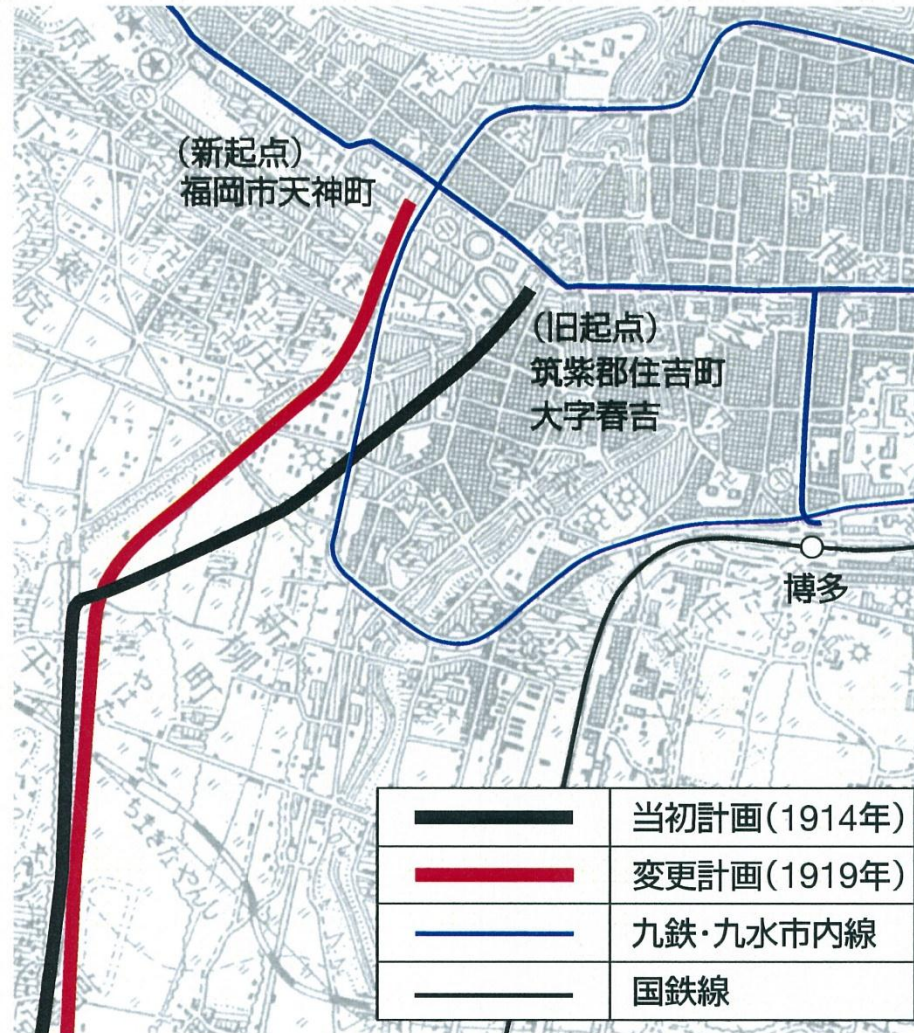 (新起点)
福岡市天神町
(旧起点)
筑紫郡住吉町
大字春吉
博多
当初計画(1914年)
変更計画(1919年)
九鉄・九水市内線
国鉄線